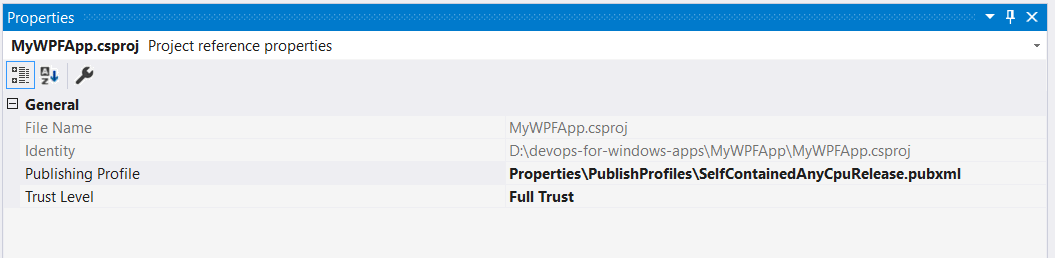 Properties
MyWPFApp.csproj Project reference properties
General
File Name MyWPFApp.csproj
Identity D:\devops-for-windows-apps\MyWPFApp\MyWPFApp.csproj
Publishing Profile Properties\PublishProfiles\SelfContainedAnyCpuRelease.pubxml
Trust Level Full Trust